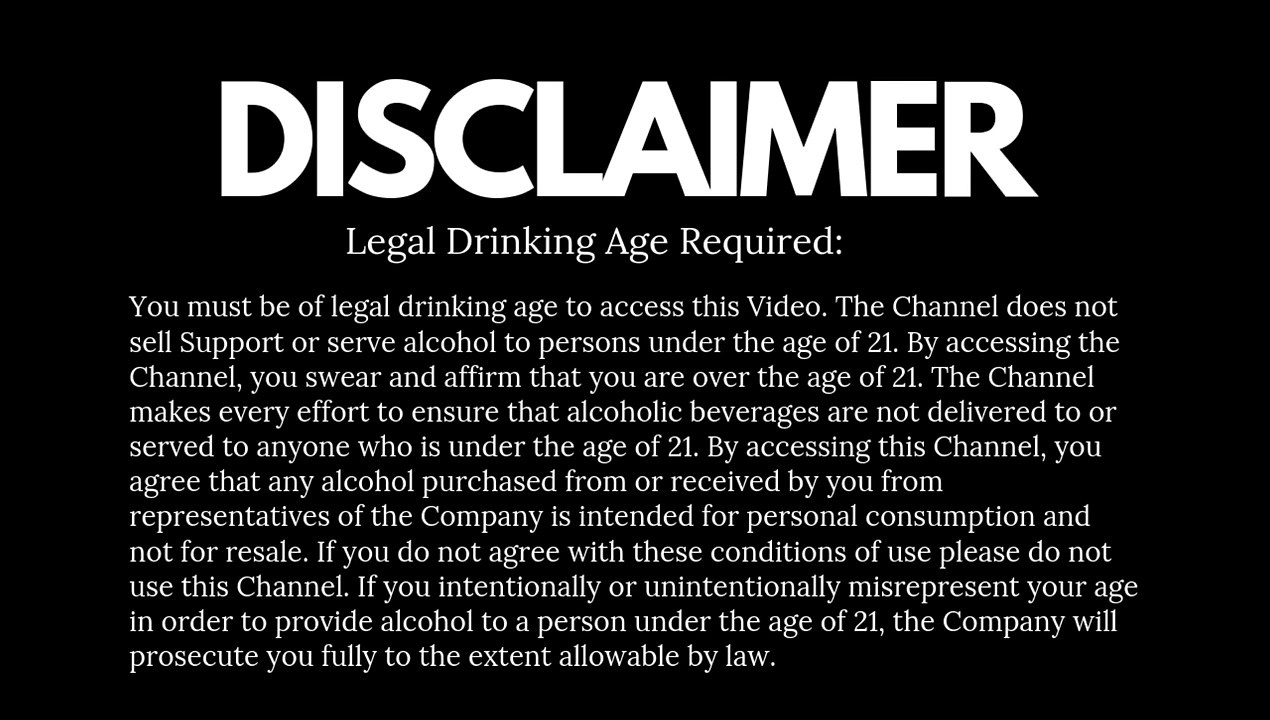 DISCLAIMER
Legal Drinking Age Required:
You must be of legal drinking age to access this Video. The Channel does not
sell Support or serve alcohol to persons under the age of 21. By accessing the
Channel, you swear and affirm that you are over the age of 21. The Channel
makes every effort to ensure that alcoholic beverages are not delivered to or
served to anyone who is under the age of 21. By accessing this Channel, you
agree that any alcohol purchased from or received by you from
representatives of the Company is intended for personal consumption and
not for resale. If you do not agree with these conditions of use please do not
use this Channel. If you intentionally or unintentionally misrepresent your age
in order to provide alcohol to a person under the age of 21, the Company will
prosecute you fully to the extent allowable by law.